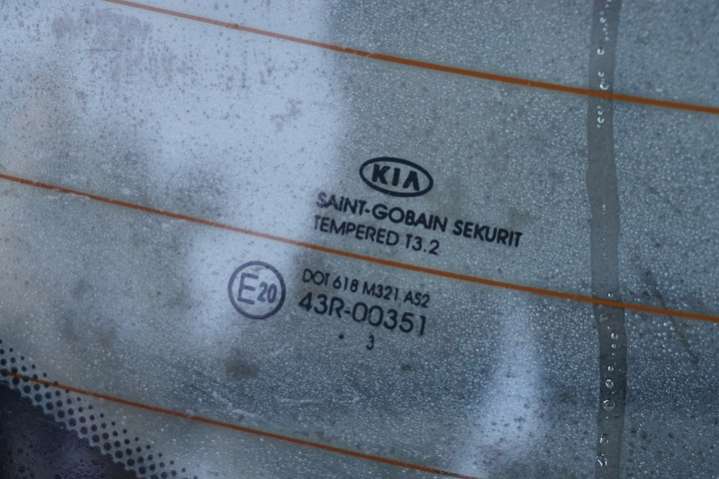 KIA
SAINT-GOBAIN SEKURIT
TEMPERED T3.2
E20
DOT 618 M321 AS2
43R-00351
. 3